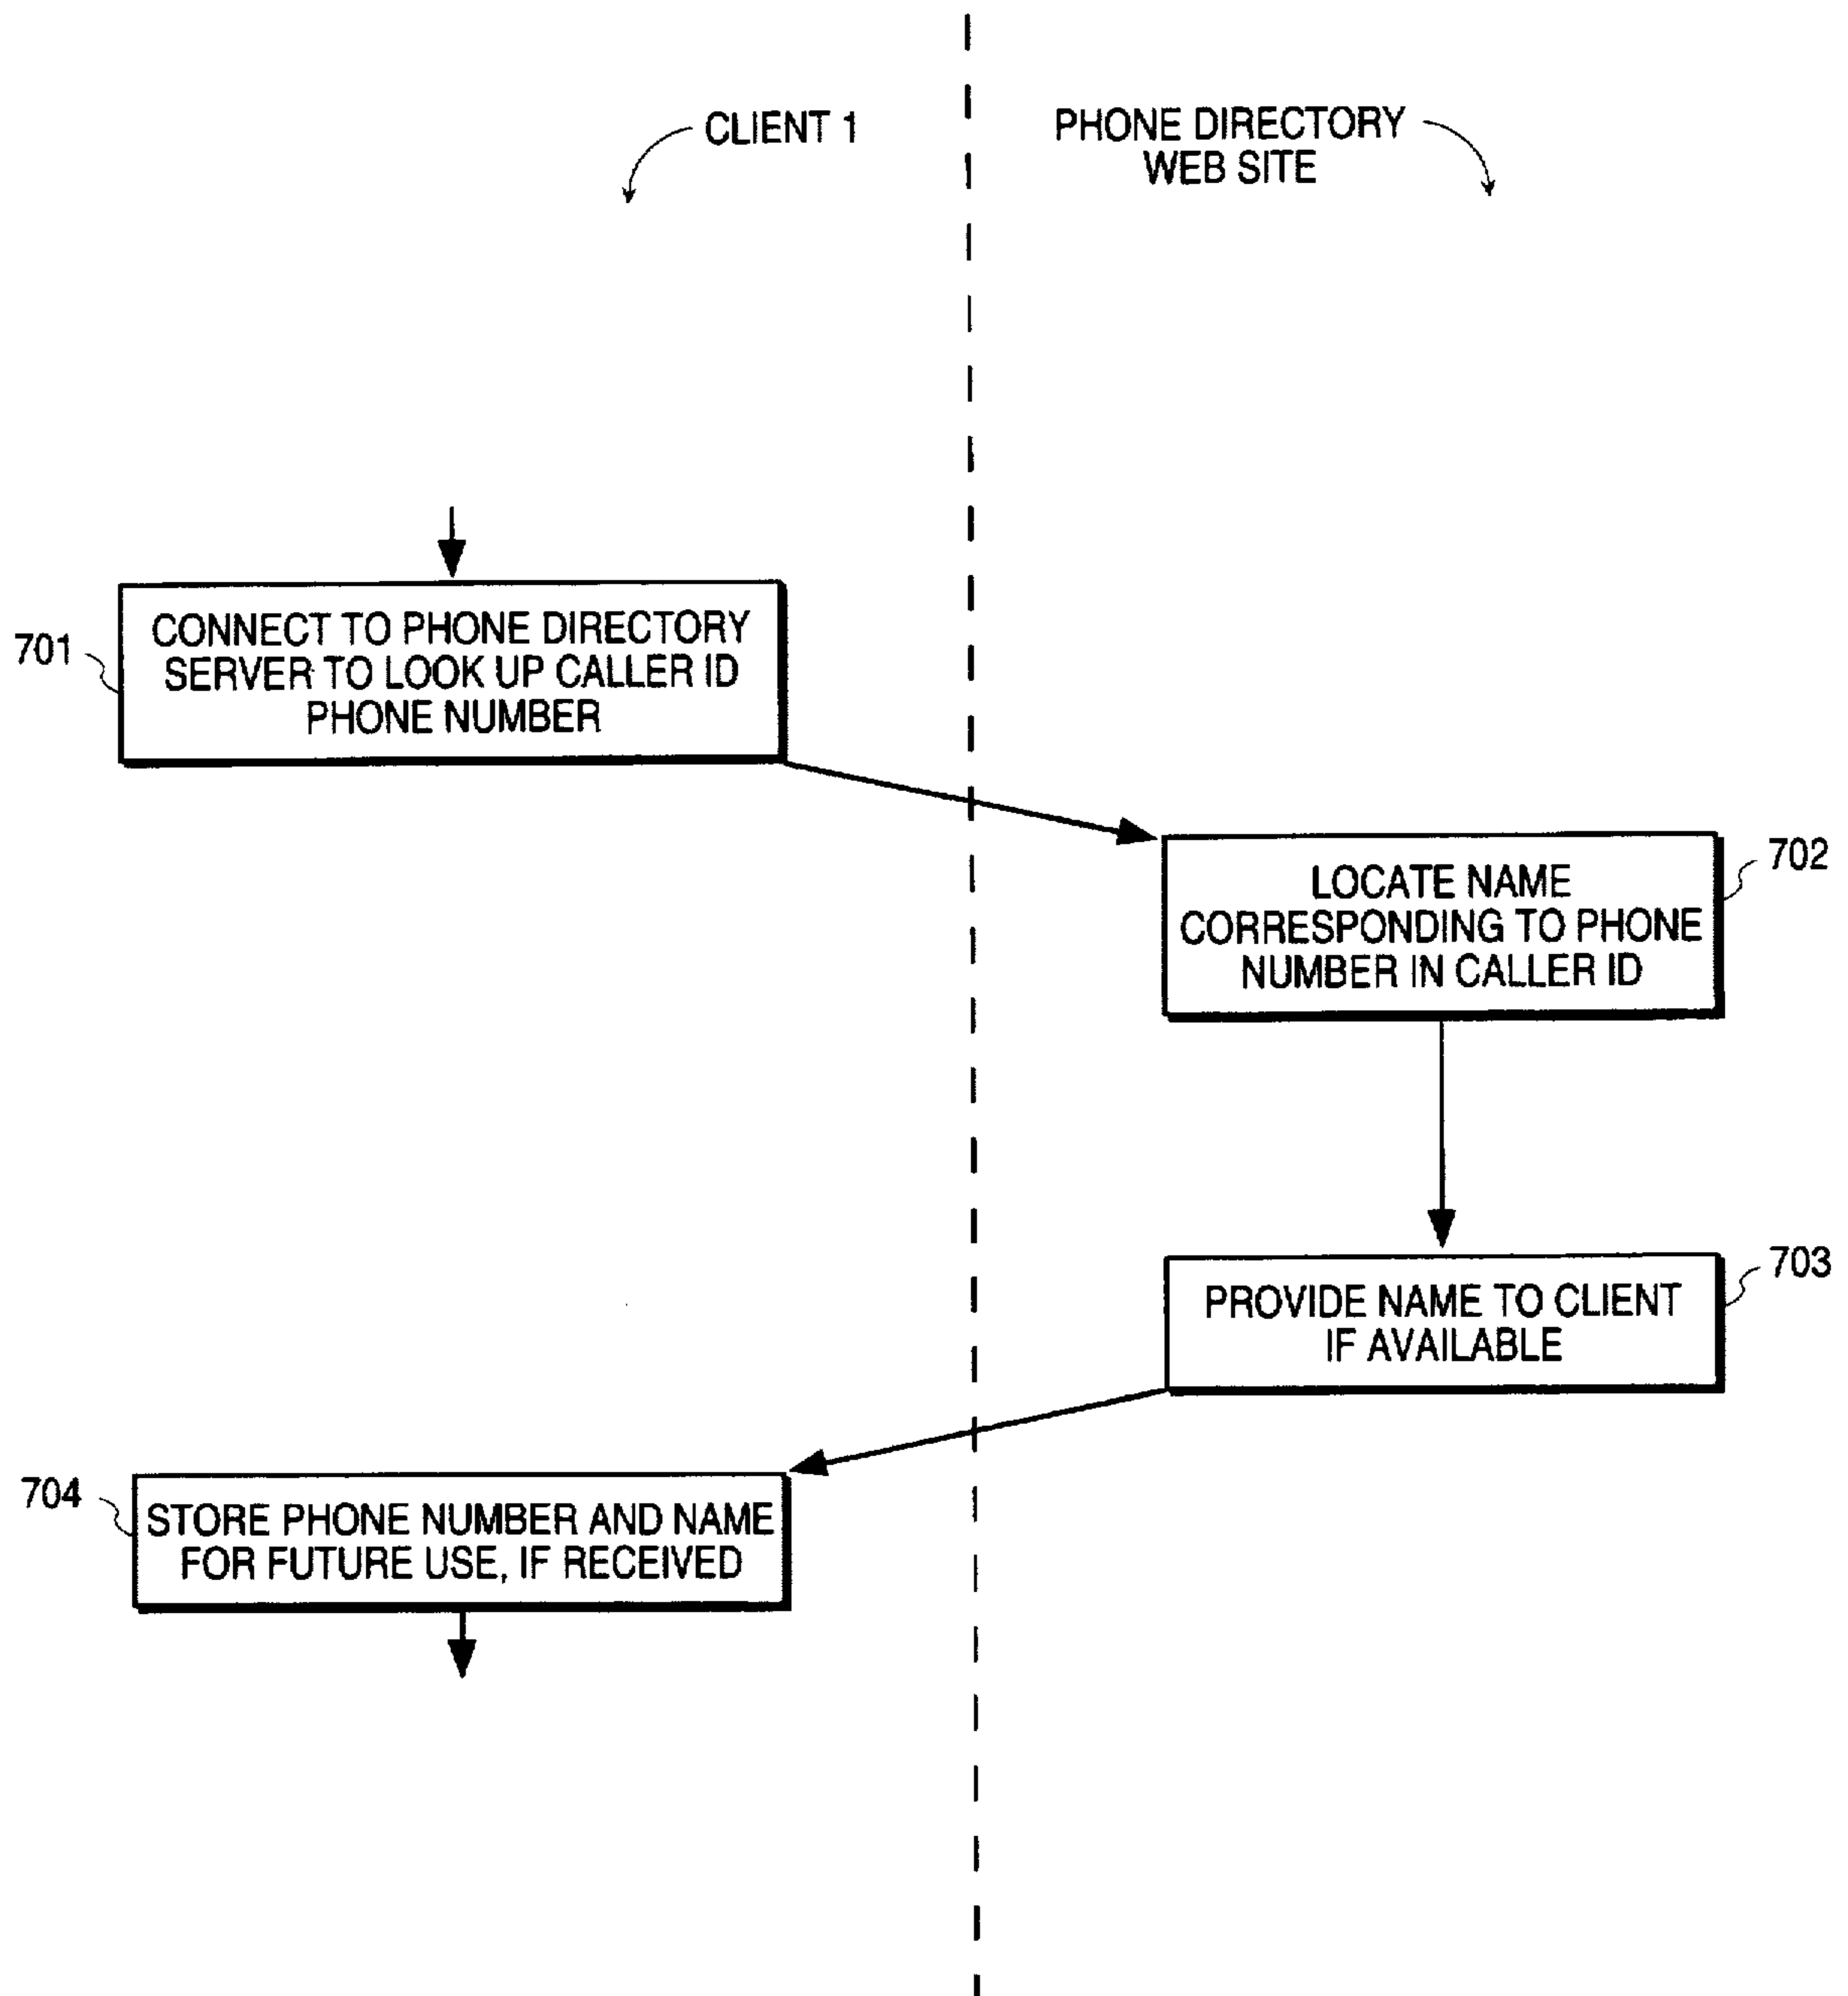 CLIENT 1
PHONE DIRECTORY
WEB SITE
701
CONNECT TO PHONE DIRECTORY
SERVER TO LOOK UP CALLER ID
PHONE NUMBER
702
LOCATE NAME
CORRESPONDING TO PHONE
NUMBER IN CALLER ID
703
PROVIDE NAME TO CLIENT
IF AVAILABLE
704
STORE PHONE NUMBER AND NAME
FOR FUTURE USE, IF RECEIVED